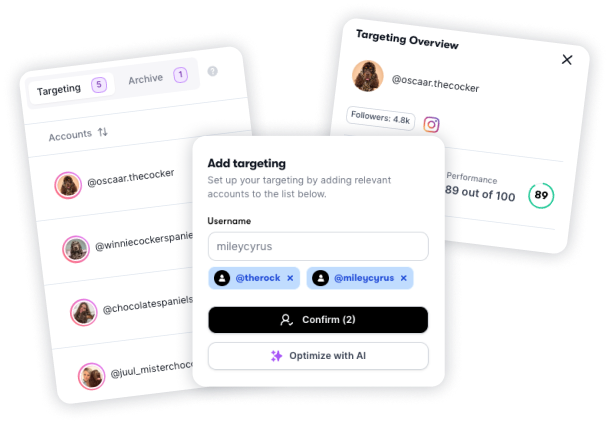 Targeting 5 Archive 1 ?
Accounts
@oscaar.thecocker
@winniecockerspanie
@chocolatespaniels
@juul_misterchoc
Targeting Overview
@oscaar.thecocker
Followers: 4.8k
Performance
89 out of 100
89
Add targeting
Set up your targeting by adding relevant
accounts to the list below.
Username
mileycyrus
@therock × @mileycyrus ×
Confirm (2)
Optimize with AI